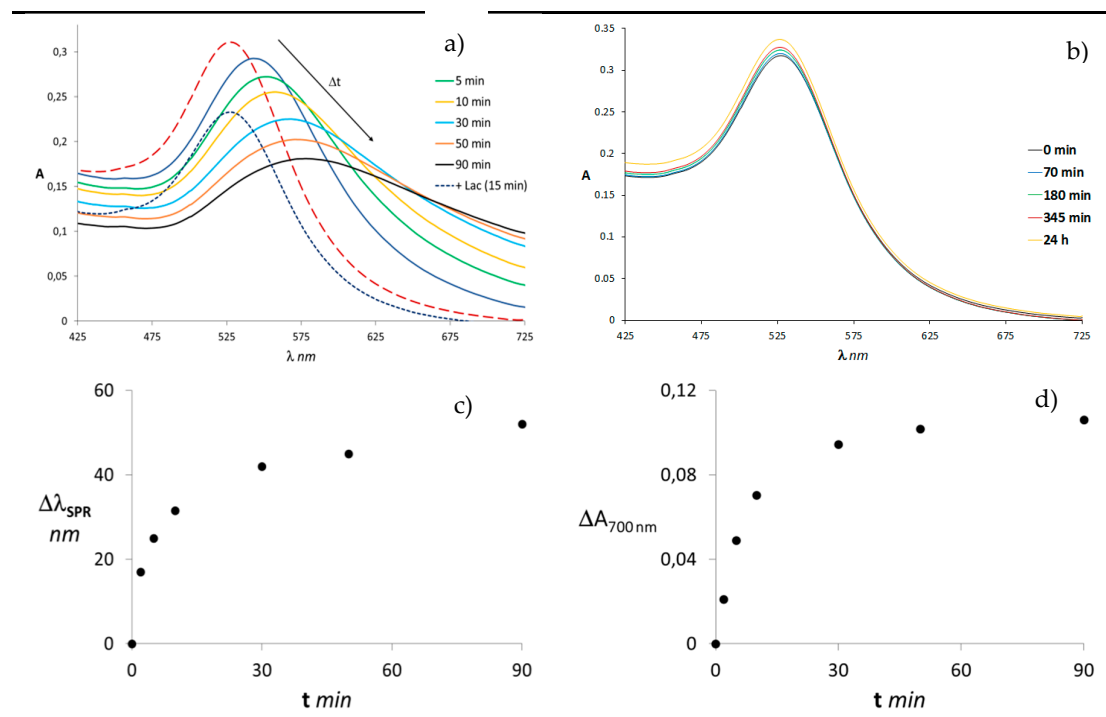 a)
0,3
0,25
0,2
A
0,15
0,1
0,05
0
425
475
525
575
625
675
725
λ nm
Δt
5 min
10 min
30 min
50 min
90 min
+ Lac (15 min)
b)
0.35
0.3
0.25
0.2
A
0.15
0.1
0.05
0
425
475
525
575
625
675
725
λ nm
0 min
70 min
180 min
345 min
24 h
c)
60
40
ΔλSPR
nm
20
0
0
30
60
90
t min
d)
0,12
0,08
ΔA700 nm
0,04
0
0
30
60
90
t min